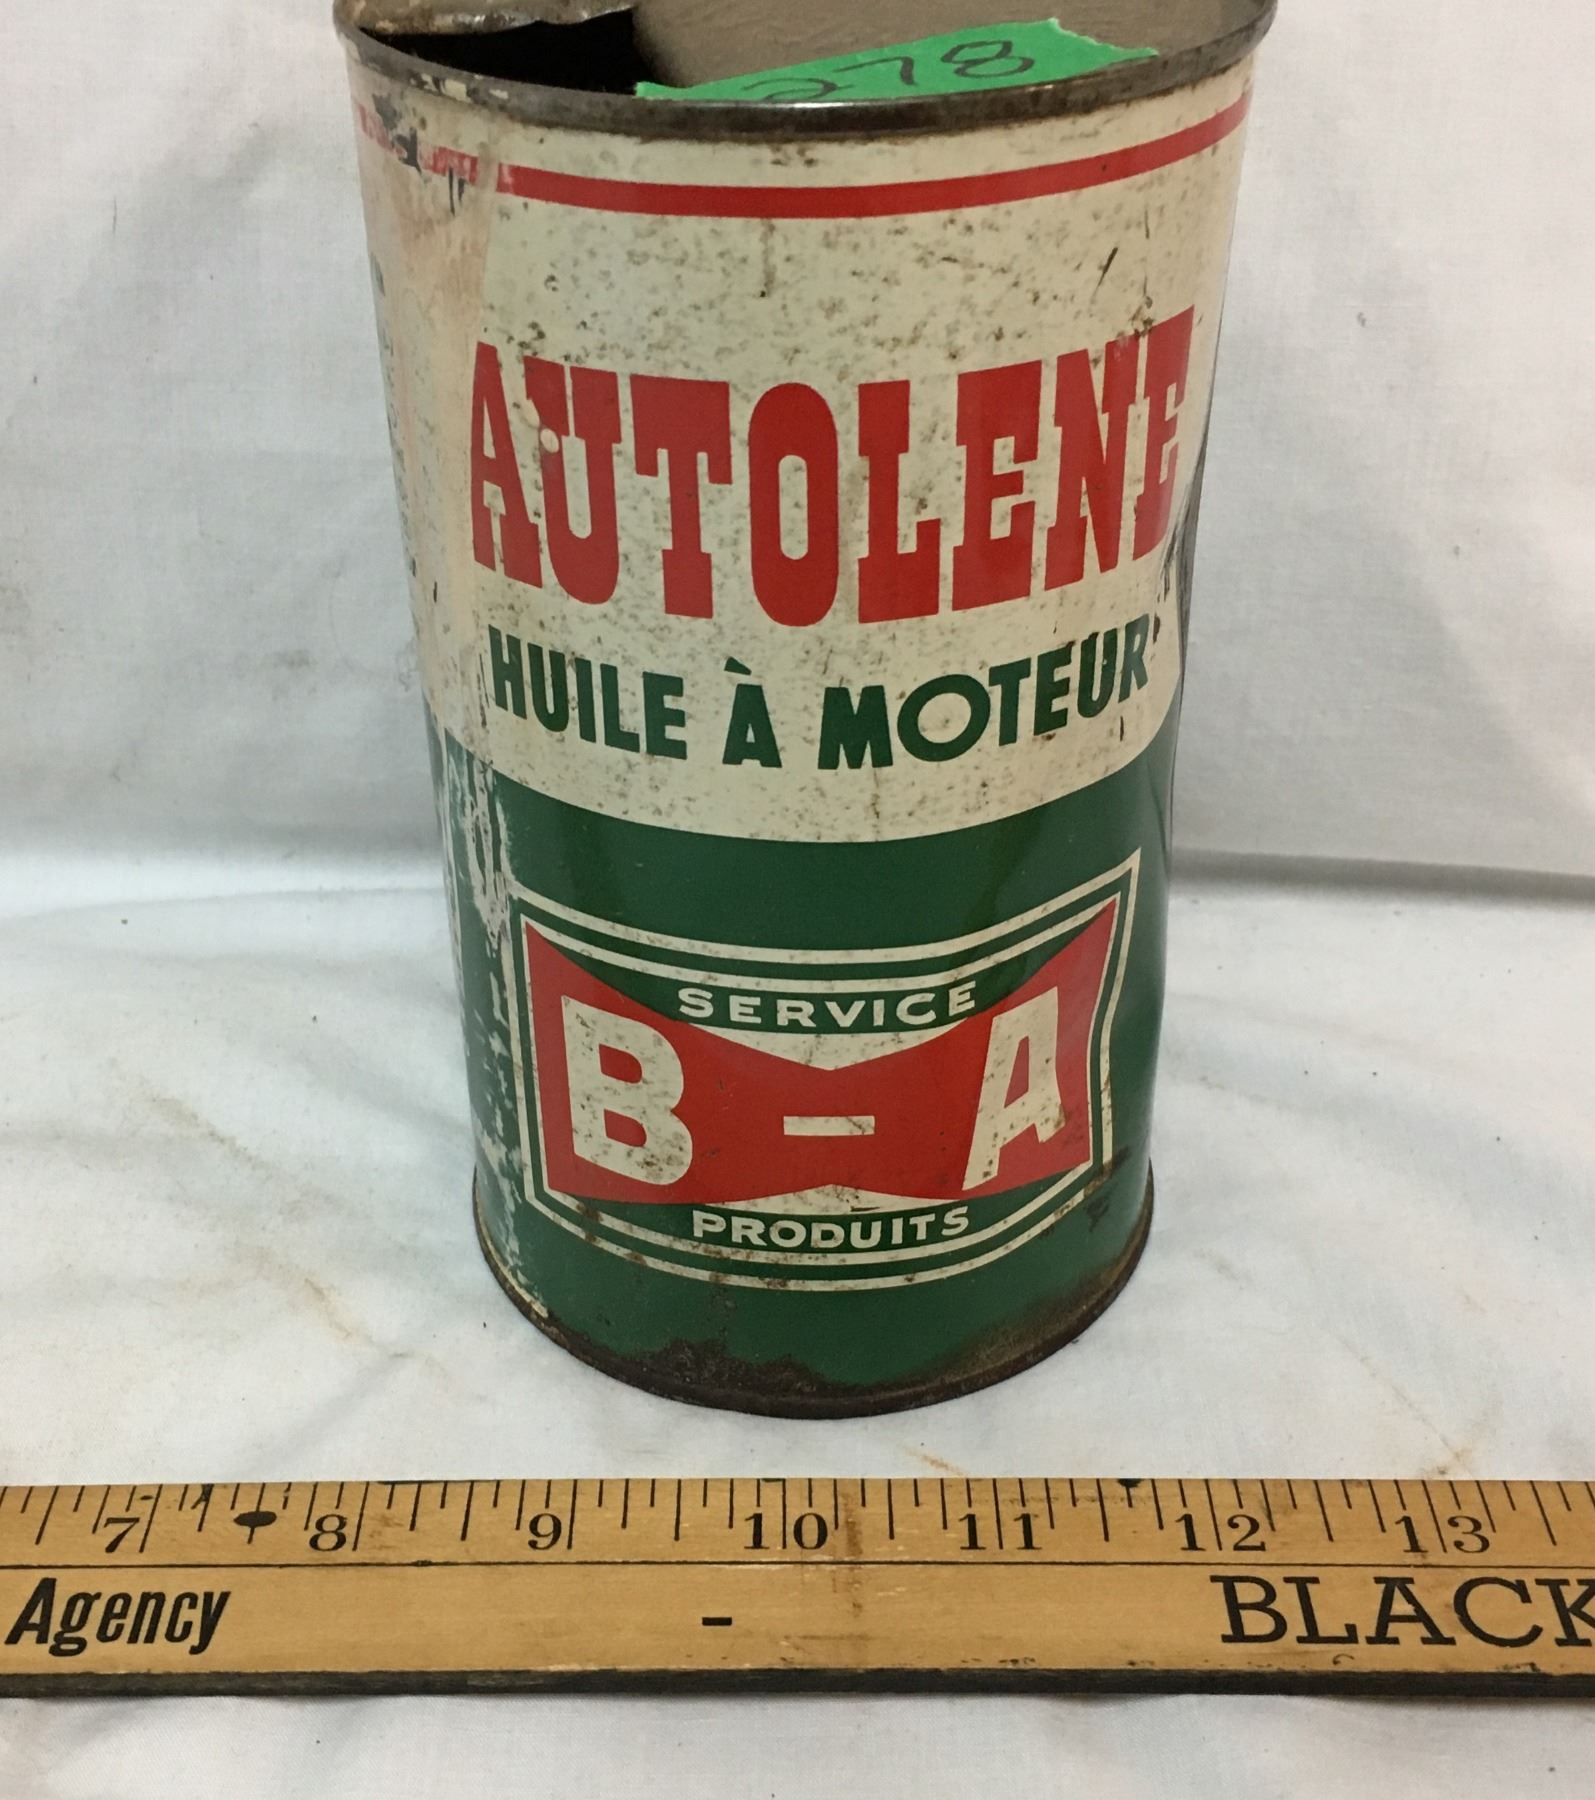 278
AUTOLENE
HUILE À MOTEUR
SERVICE
B-A
PRODUITS
7 8 9 10 11 12 13
Agency - BLACK